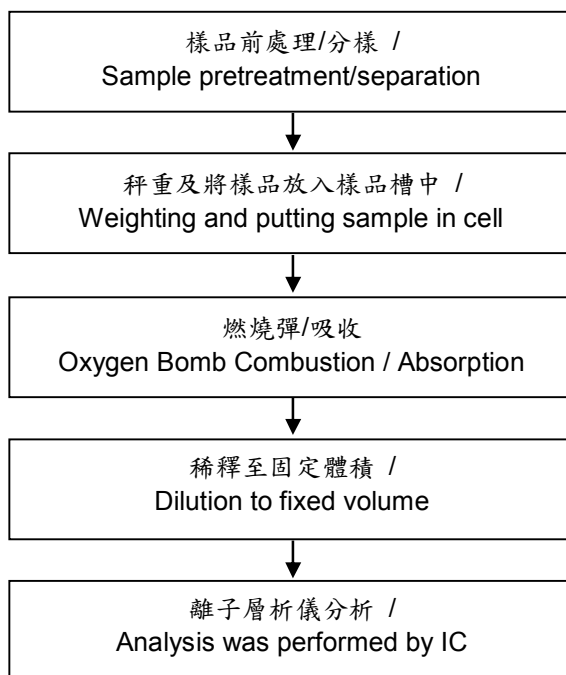 樣品前處理/分樣 /
Sample pretreatment/separation
秤重及將樣品放入樣品槽中 /
Weighting and putting sample in cell
燃燒彈/吸收
Oxygen Bomb Combustion / Absorption
稀釋至固定體積 /
Dilution to fixed volume
離子層析儀分析 /
Analysis was performed by IC